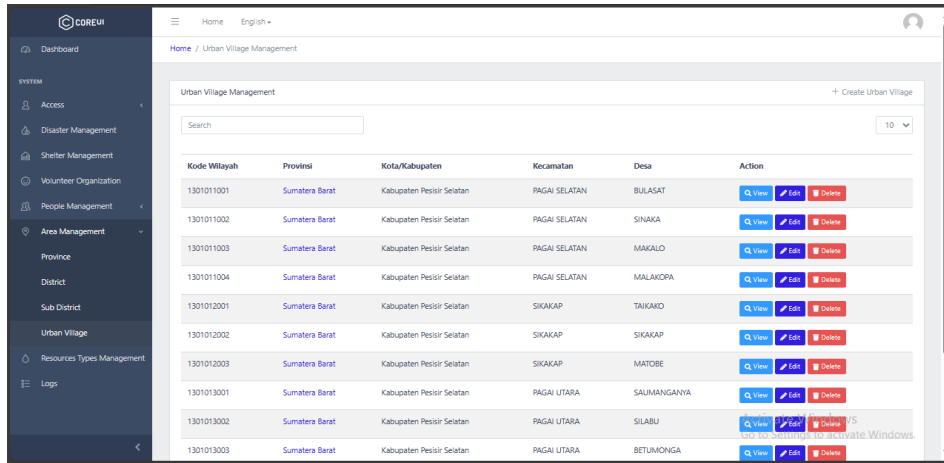 COREUI
Home English
Dashboard
Home / Urban Village Management
SYSTEM
Urban Village Management + Create Urban Village
Access
Search 10
Disaster Management
Shelter Management
Kode Wilayah Provinsi Kota/Kabupaten Kecamatan Desa Action
Volunteer Organization
1301011001 Sumatera Barat Kabupaten Pesisir Selatan PAGAI SELATAN BULASAT View Edit Delete
People Management
1301011002 Sumatera Barat Kabupaten Pesisir Selatan PAGAI SELATAN SINAKA View Edit Delete
Area Management
1301011003 Sumatera Barat Kabupaten Pesisir Selatan PAGAI SELATAN MAKALO View Edit Delete
Province
1301011004 Sumatera Barat Kabupaten Pesisir Selatan PAGAI SELATAN MALAKOPA View Edit Delete
District
Sub District
1301012001 Sumatera Barat Kabupaten Pesisir Selatan SIKAKAP TAIKAKO View Edit Delete
Urban Village
1301012002 Sumatera Barat Kabupaten Pesisir Selatan SIKAKAP SIKAKAP View Edit Delete
Resources Types Management
1301012003 Sumatera Barat Kabupaten Pesisir Selatan SIKAKAP MATOBE View Edit Delete
Logs
1301013001 Sumatera Barat Kabupaten Pesisir Selatan PAGAI UTARA SAUMANGANYA View Edit Delete
1301013002 Sumatera Barat Kabupaten Pesisir Selatan PAGAI UTARA SILABU View Edit Delete
Activate Windows
Go to Settings to activate Windows.
1301013003 Sumatera Barat Kabupaten Pesisir Selatan PAGAI UTARA BETUMONGA View Edit Delete